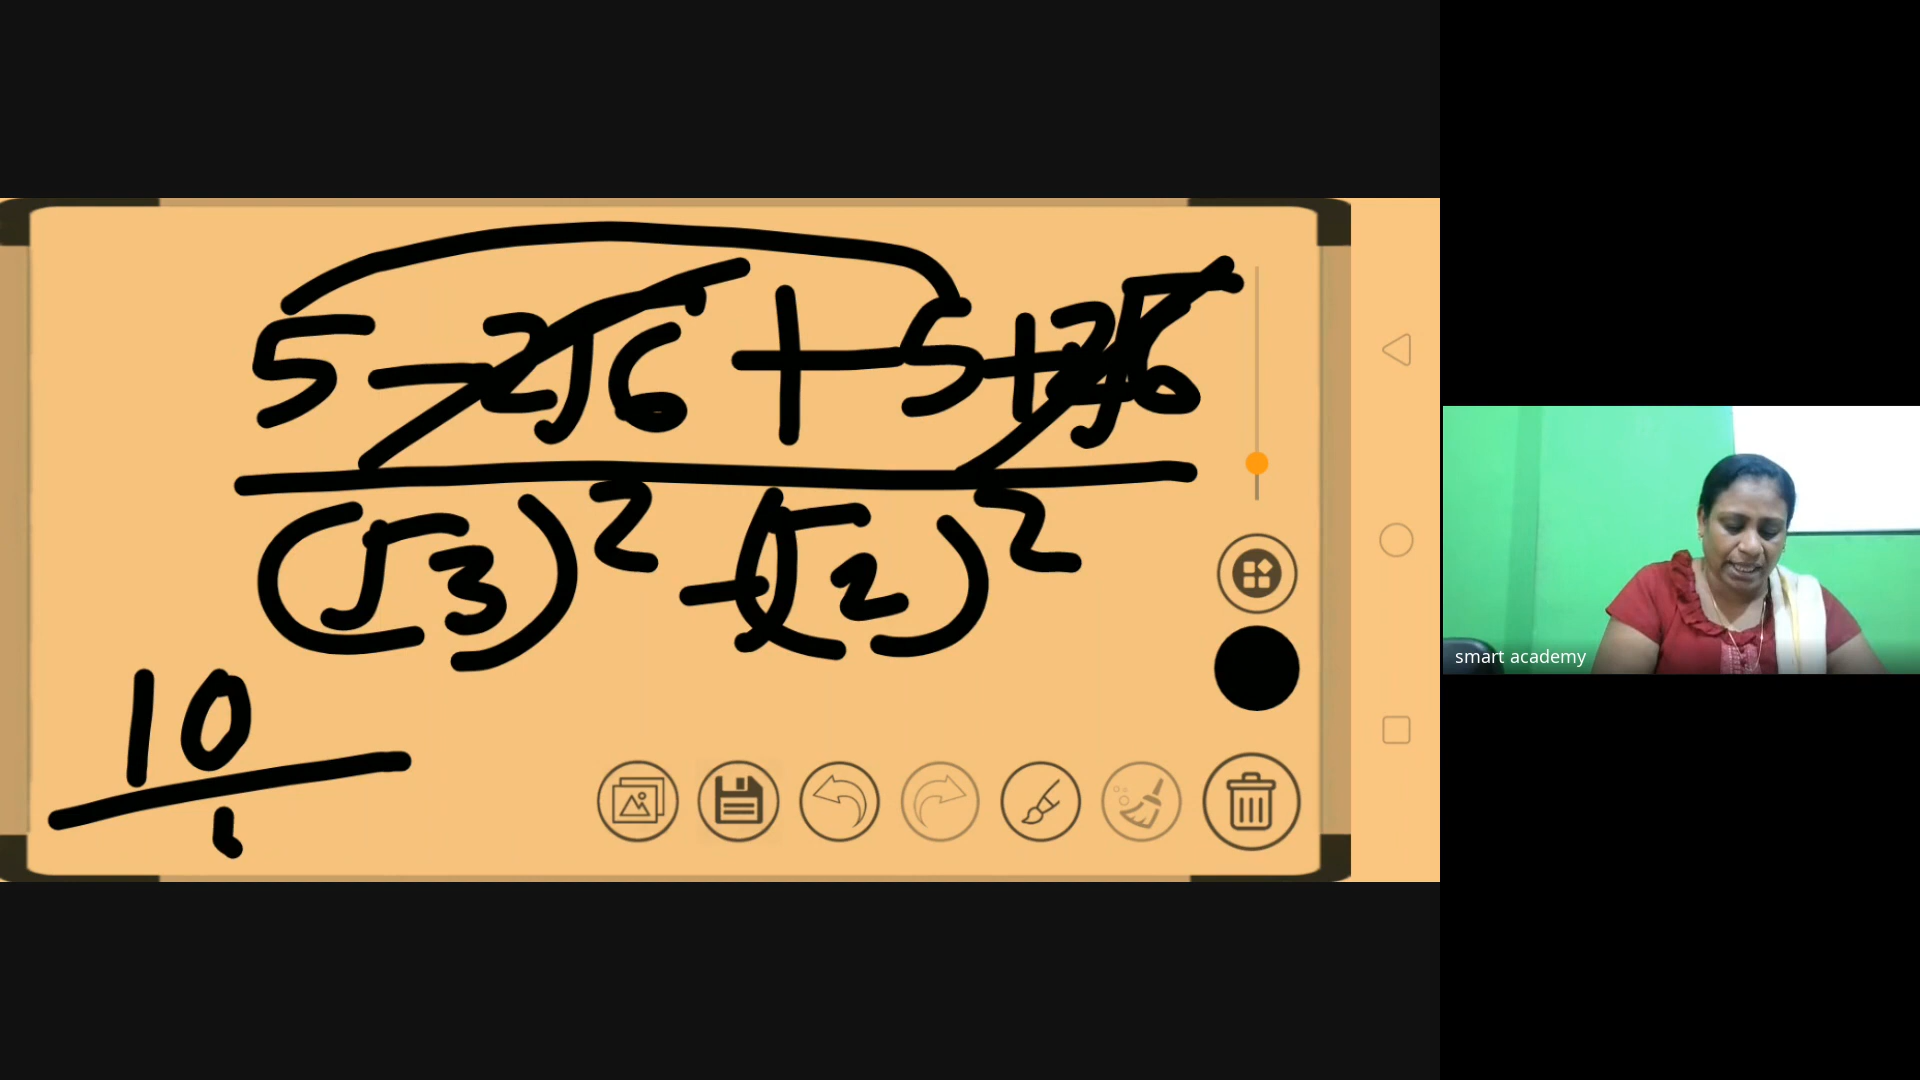 5 - 2√6 + 5 + 2√6
(√3)² - (√2)²
10
1
smart academy